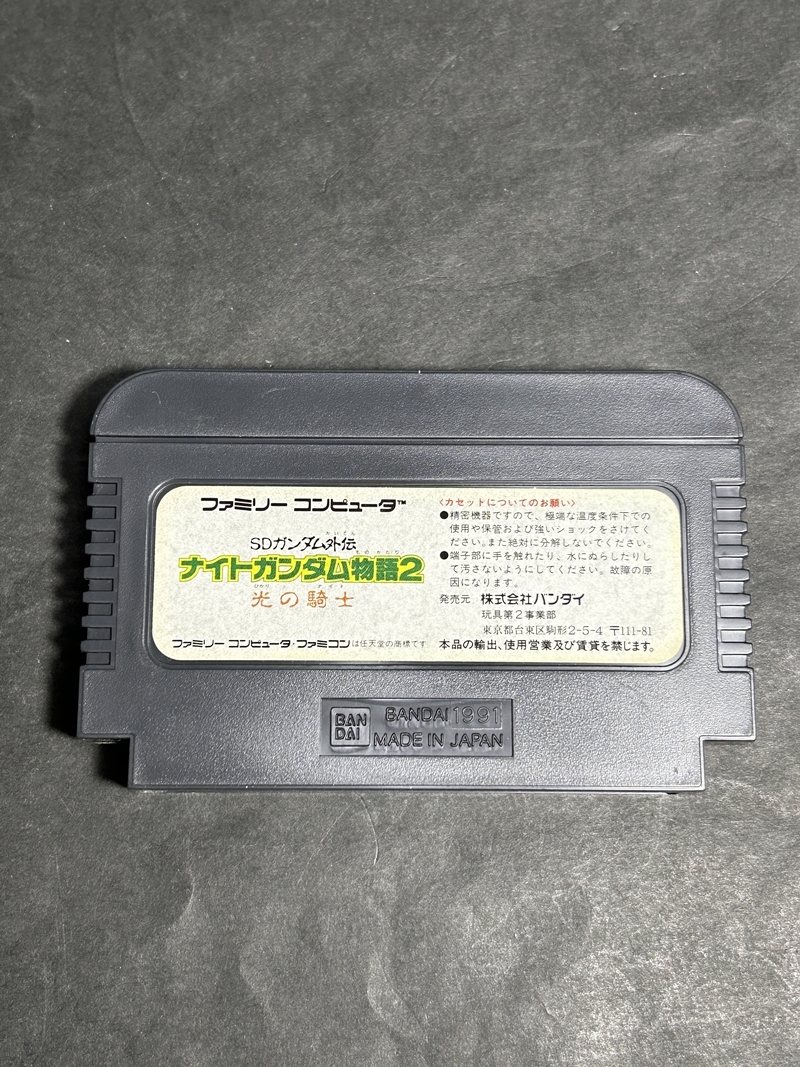 ファミリー コンピュータ™
SDガンダム外伝
ものがたり
ナイトガンダム物語2
ひかり ナイト
光の騎士
ファミリー コンピュータ・ファミコンは任天堂の商標です
〈カセットについてのお願い〉
●精密機器ですので、極端な温度条件下での
使用や保管および強いショックをさけてく
ださい。また絶対に分解しないでください。
●端子部に手を触れたり、水にぬらしたりし
て汚さないようにしてください。故障の原
因になります。
発売元 株式会社バンダイ
玩具第2事業部
東京都台東区駒形2-5-4 〒111-81
本品の輸出、使用営業及び賃貸を禁じます。
BAN
DAI
BANDAI 1991
MADE IN JAPAN